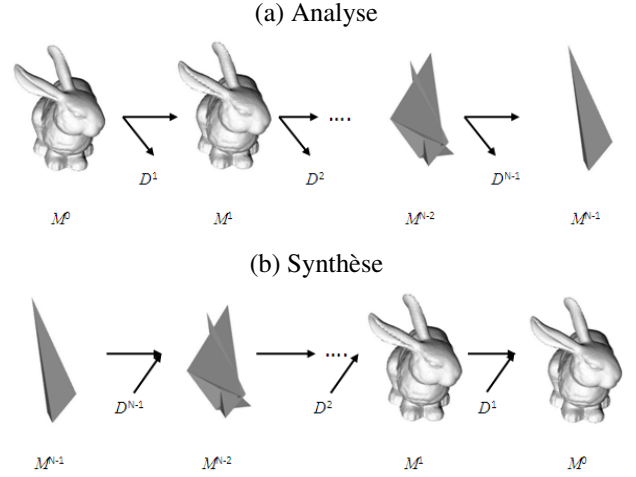 (a) Analyse
....
D¹ D² Dᴺ⁻¹
M⁰ M¹ Mᴺ⁻² Mᴺ⁻¹
(b) Synthèse
....
Dᴺ⁻¹ D² D¹
Mᴺ⁻¹ Mᴺ⁻² M¹ M⁰